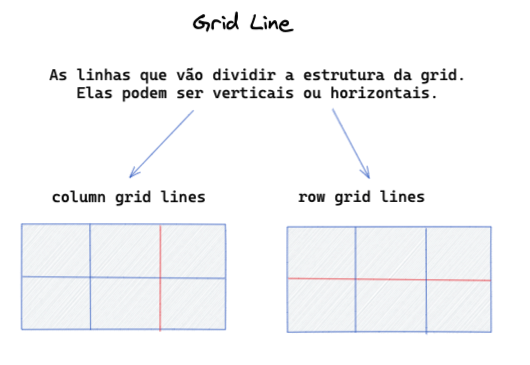 Grid Line
As linhas que vão dividir a estrutura da grid.
Elas podem ser verticais ou horizontais.
column grid lines
row grid lines